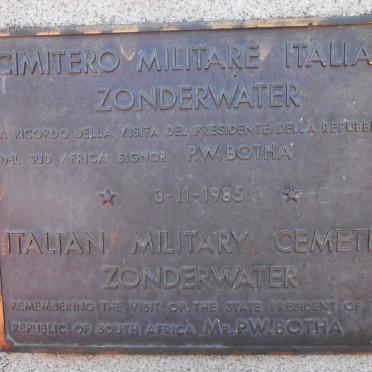 CIMITERO MILITARE ITALIA
ZONDERWATER
A RICORDO DELLA VISITA DEL PRESIDENTE DELLA REPUBB
DEL SUD AFRICA SIGNOR P.W. BOTHA
3-11-1985
ITALIAN MILITARY CEMETE
ZONDERWATER
REMEMBERING THE VISIT OF THE STATE PRESIDENT OF
REPUBLIC OF SOUTH AFRICA MR. P.W. BOTHA